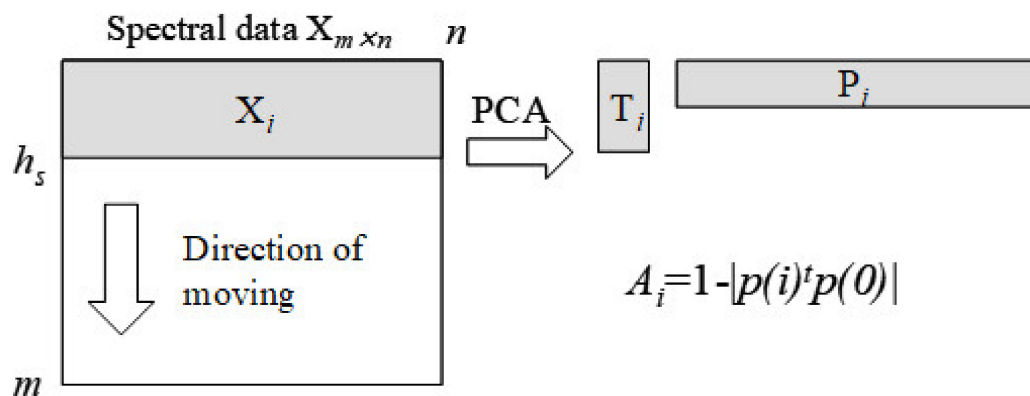 Spectral data X_{m×n} n
X_i
PCA
T_i
P_i
h_s
Direction of
moving
A_i=1-|p(i)^t p(0)|
m